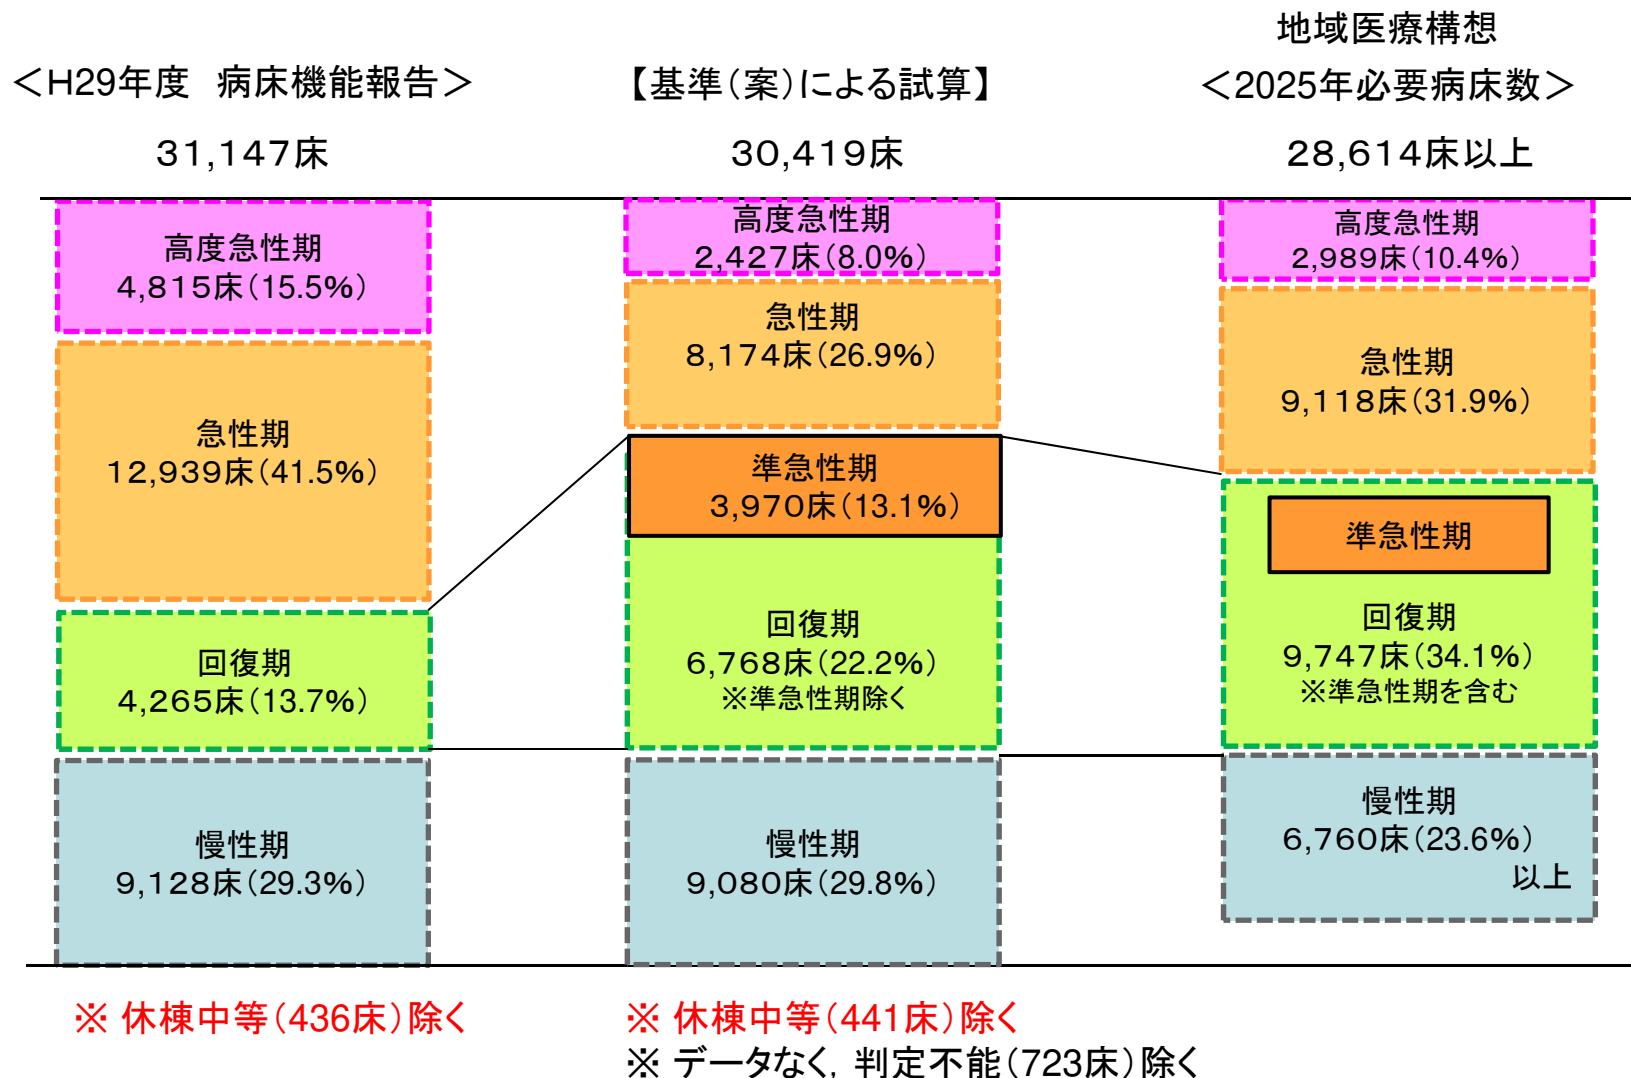 ＜H29年度　病床機能報告＞
31,147床
高度急性期
4,815床(15.5%)
急性期
12,939床(41.5%)
回復期
4,265床(13.7%)
慢性期
9,128床(29.3%)
※ 休棟中等(436床)除く
【基準(案)による試算】
30,419床
高度急性期
2,427床(8.0%)
急性期
8,174床(26.9%)
準急性期
3,970床(13.1%)
回復期
6,768床(22.2%)
※準急性期除く
慢性期
9,080床(29.8%)
※ 休棟中等(441床)除く
※ データなく, 判定不能(723床)除く
地域医療構想
＜2025年必要病床数＞
28,614床以上
高度急性期
2,989床(10.4%)
急性期
9,118床(31.9%)
準急性期
回復期
9,747床(34.1%)
※準急性期を含む
慢性期
6,760床(23.6%)
以上